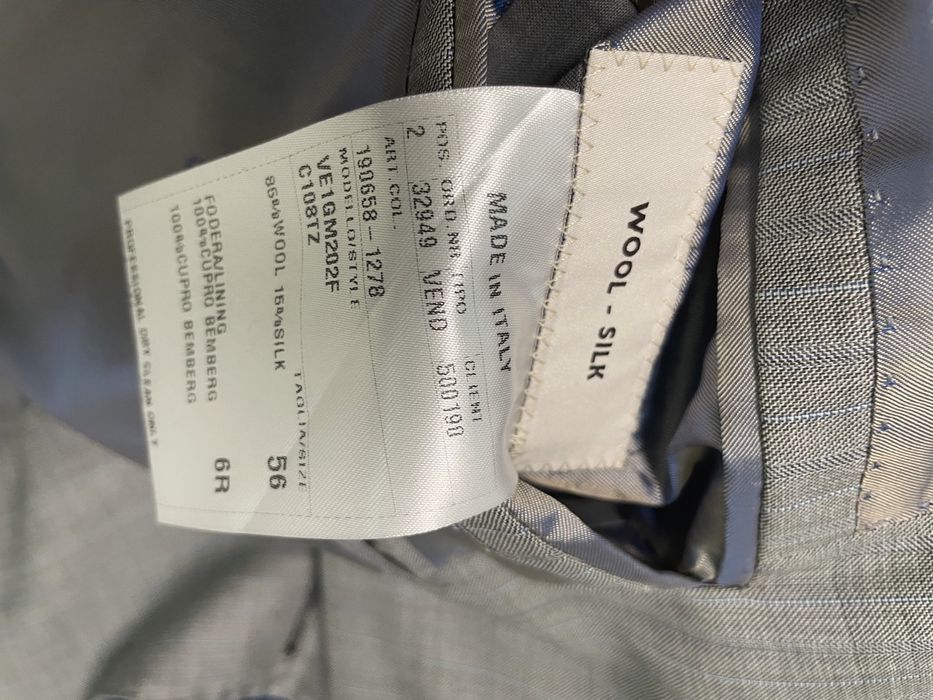 WOOL - SILK
MADE IN ITALY
POS. ORD.NR TIPO CLIENT
2 32949 VEND 500190
ART.COL.
190658-1278
MODELLO/STYLE
VE1GM202F
C108TZ
TAGLIA/SIZE
85%WOOL 15%SILK 56
FODERA/LINING 6R
100%CUPRO BEMBERG
100%CUPRO BEMBERG
PROFESSIONAL DRY CLEAN ONLY